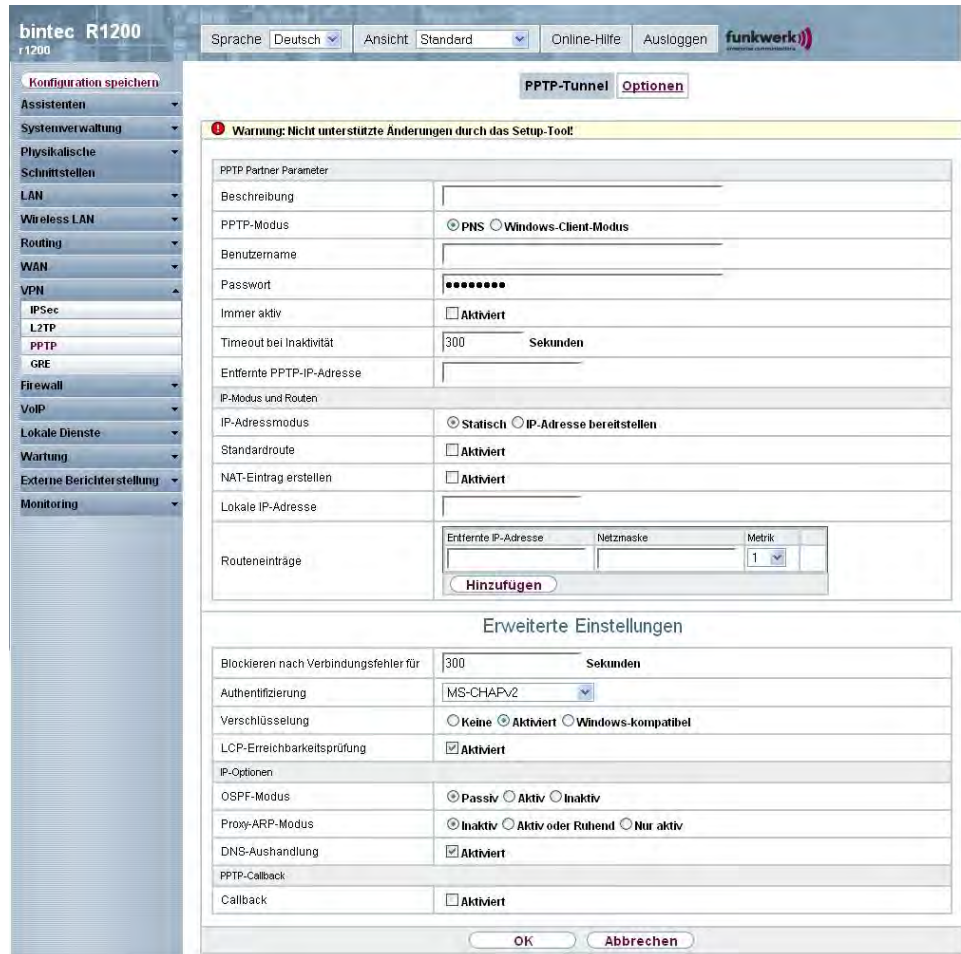 bintec R1200
r1200
Sprache Deutsch Ansicht Standard Online-Hilfe Ausloggen funkwerk
Konfiguration speichern
Assistenten
Systemverwaltung
Physikalische
Schnittstellen
LAN
Wireless LAN
Routing
WAN
VPN
IPSec
L2TP
PPTP
GRE
Firewall
VoIP
Lokale Dienste
Wartung
Externe Berichterstellung
Monitoring
PPTP-Tunnel Optionen
Warnung: Nicht unterstützte Änderungen durch das Setup-Tool!
PPTP Partner Parameter
Beschreibung
PPTP-Modus PNS Windows-Client-Modus
Benutzername
Passwort ••••••••
Immer aktiv Aktiviert
Timeout bei Inaktivität 300 Sekunden
Entfernte PPTP-IP-Adresse
IP-Modus und Routen
IP-Adressmodus Statisch IP-Adresse bereitstellen
Standardroute Aktiviert
NAT-Eintrag erstellen Aktiviert
Lokale IP-Adresse
Routeneinträge
Entfernte IP-Adresse Netzmaske Metrik
1
Hinzufügen
Erweiterte Einstellungen
Blockieren nach Verbindungsfehler für 300 Sekunden
Authentifizierung MS-CHAPv2
Verschlüsselung Keine Aktiviert Windows-kompatibel
LCP-Erreichbarkeitsprüfung Aktiviert
IP-Optionen
OSPF-Modus Passiv Aktiv Inaktiv
Proxy-ARP-Modus Inaktiv Aktiv oder Ruhend Nur aktiv
DNS-Aushandlung Aktiviert
PPTP-Callback
Callback Aktiviert
OK Abbrechen